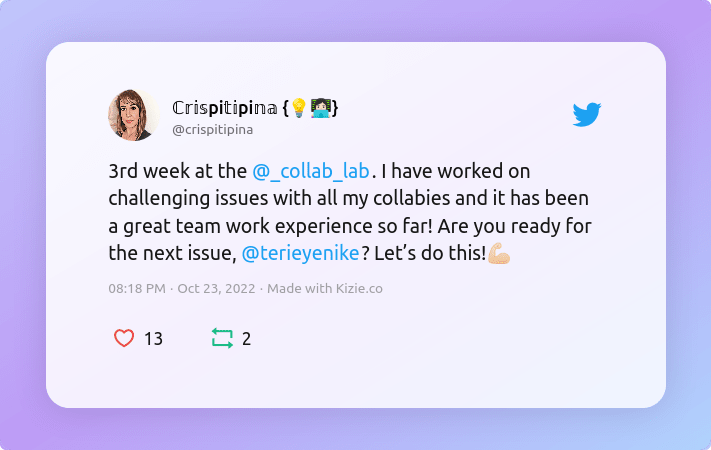 ℂ𝕣𝕚𝕤pi𝕥ipi𝕟𝕒 {💡👩🏻‍💻}
@crispitipina
3rd week at the @_collab_lab. I have worked on
challenging issues with all my collabies and it has been
a great team work experience so far! Are you ready for
the next issue, @terieyenike? Let’s do this!💪🏼
08:18 PM · Oct 23, 2022 · Made with Kizie.co
13 2